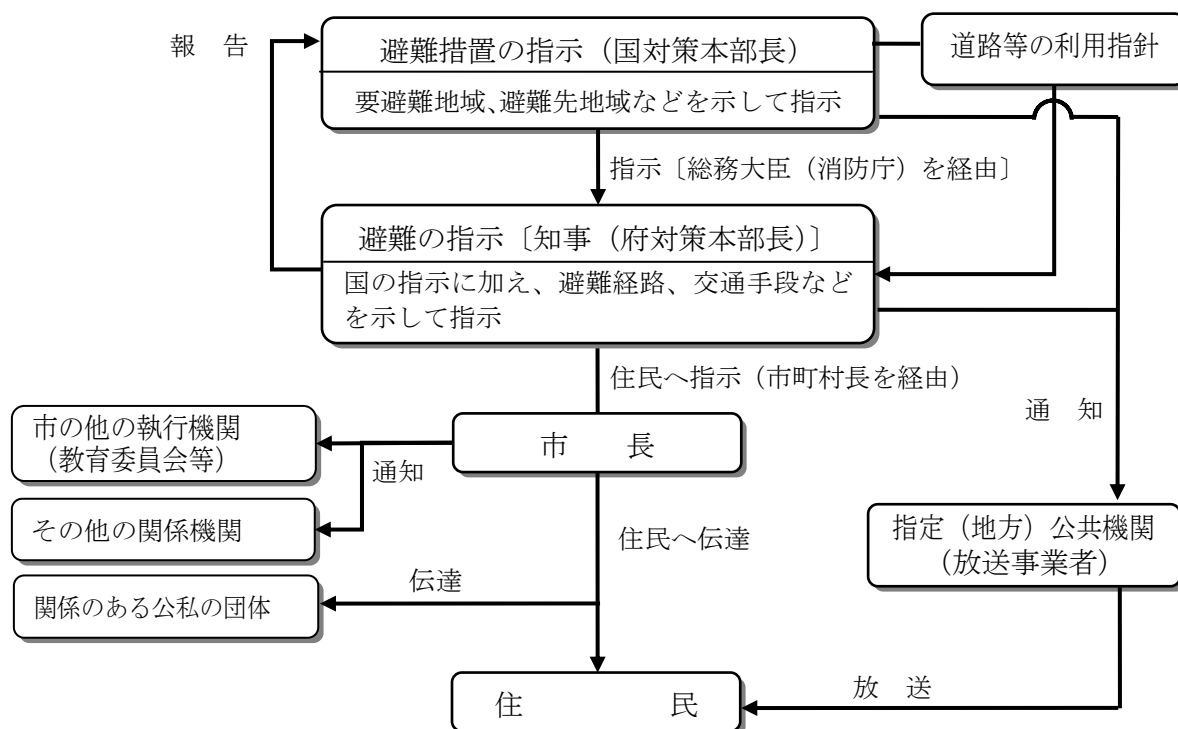 報　告
避難措置の指示（国対策本部長）
要避難地域、避難先地域などを示して指示
道路等の利用指針
指示〔総務大臣（消防庁）を経由〕
避難の指示〔知事（府対策本部長）〕
国の指示に加え、避難経路、交通手段など
を示して指示
住民へ指示（市町村長を経由）
通　知
市の他の執行機関
（教育委員会等）
市　　長
通知
その他の関係機関
住民へ伝達
指定（地方）公共機関
（放送事業者）
伝達
関係のある公私の団体
放　送
住　　　　民